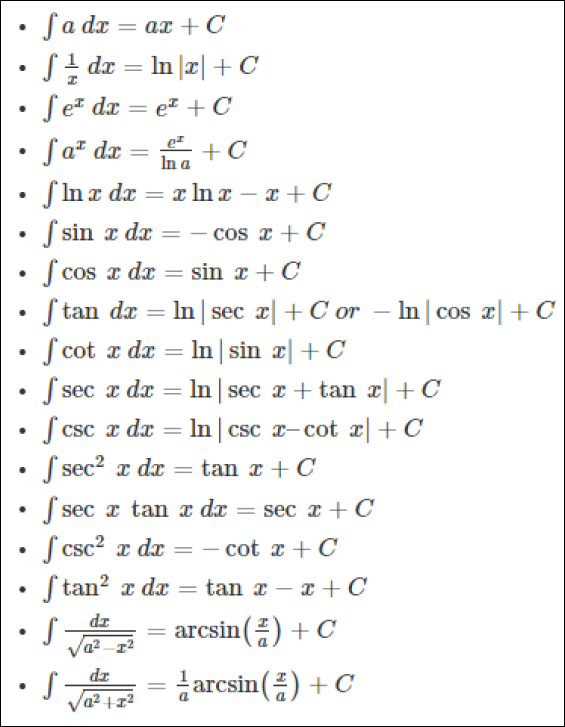 • ∫ a dx = ax + C
• ∫ 1/x dx = ln |x| + C
• ∫ e^x dx = e^x + C
• ∫ a^x dx = e^x/ln a + C
• ∫ ln x dx = x ln x − x + C
• ∫ sin x dx = − cos x + C
• ∫ cos x dx = sin x + C
• ∫ tan dx = ln | sec x| + C or − ln | cos x| + C
• ∫ cot x dx = ln | sin x| + C
• ∫ sec x dx = ln | sec x + tan x| + C
• ∫ csc x dx = ln | csc x– cot x| + C
• ∫ sec² x dx = tan x + C
• ∫ sec x tan x dx = sec x + C
• ∫ csc² x dx = − cot x + C
• ∫ tan² x dx = tan x − x + C
• ∫ dx/√(a²−x²) = arcsin(x/a) + C
• ∫ dx/√(a²+x²) = 1/a arcsin(x/a) + C